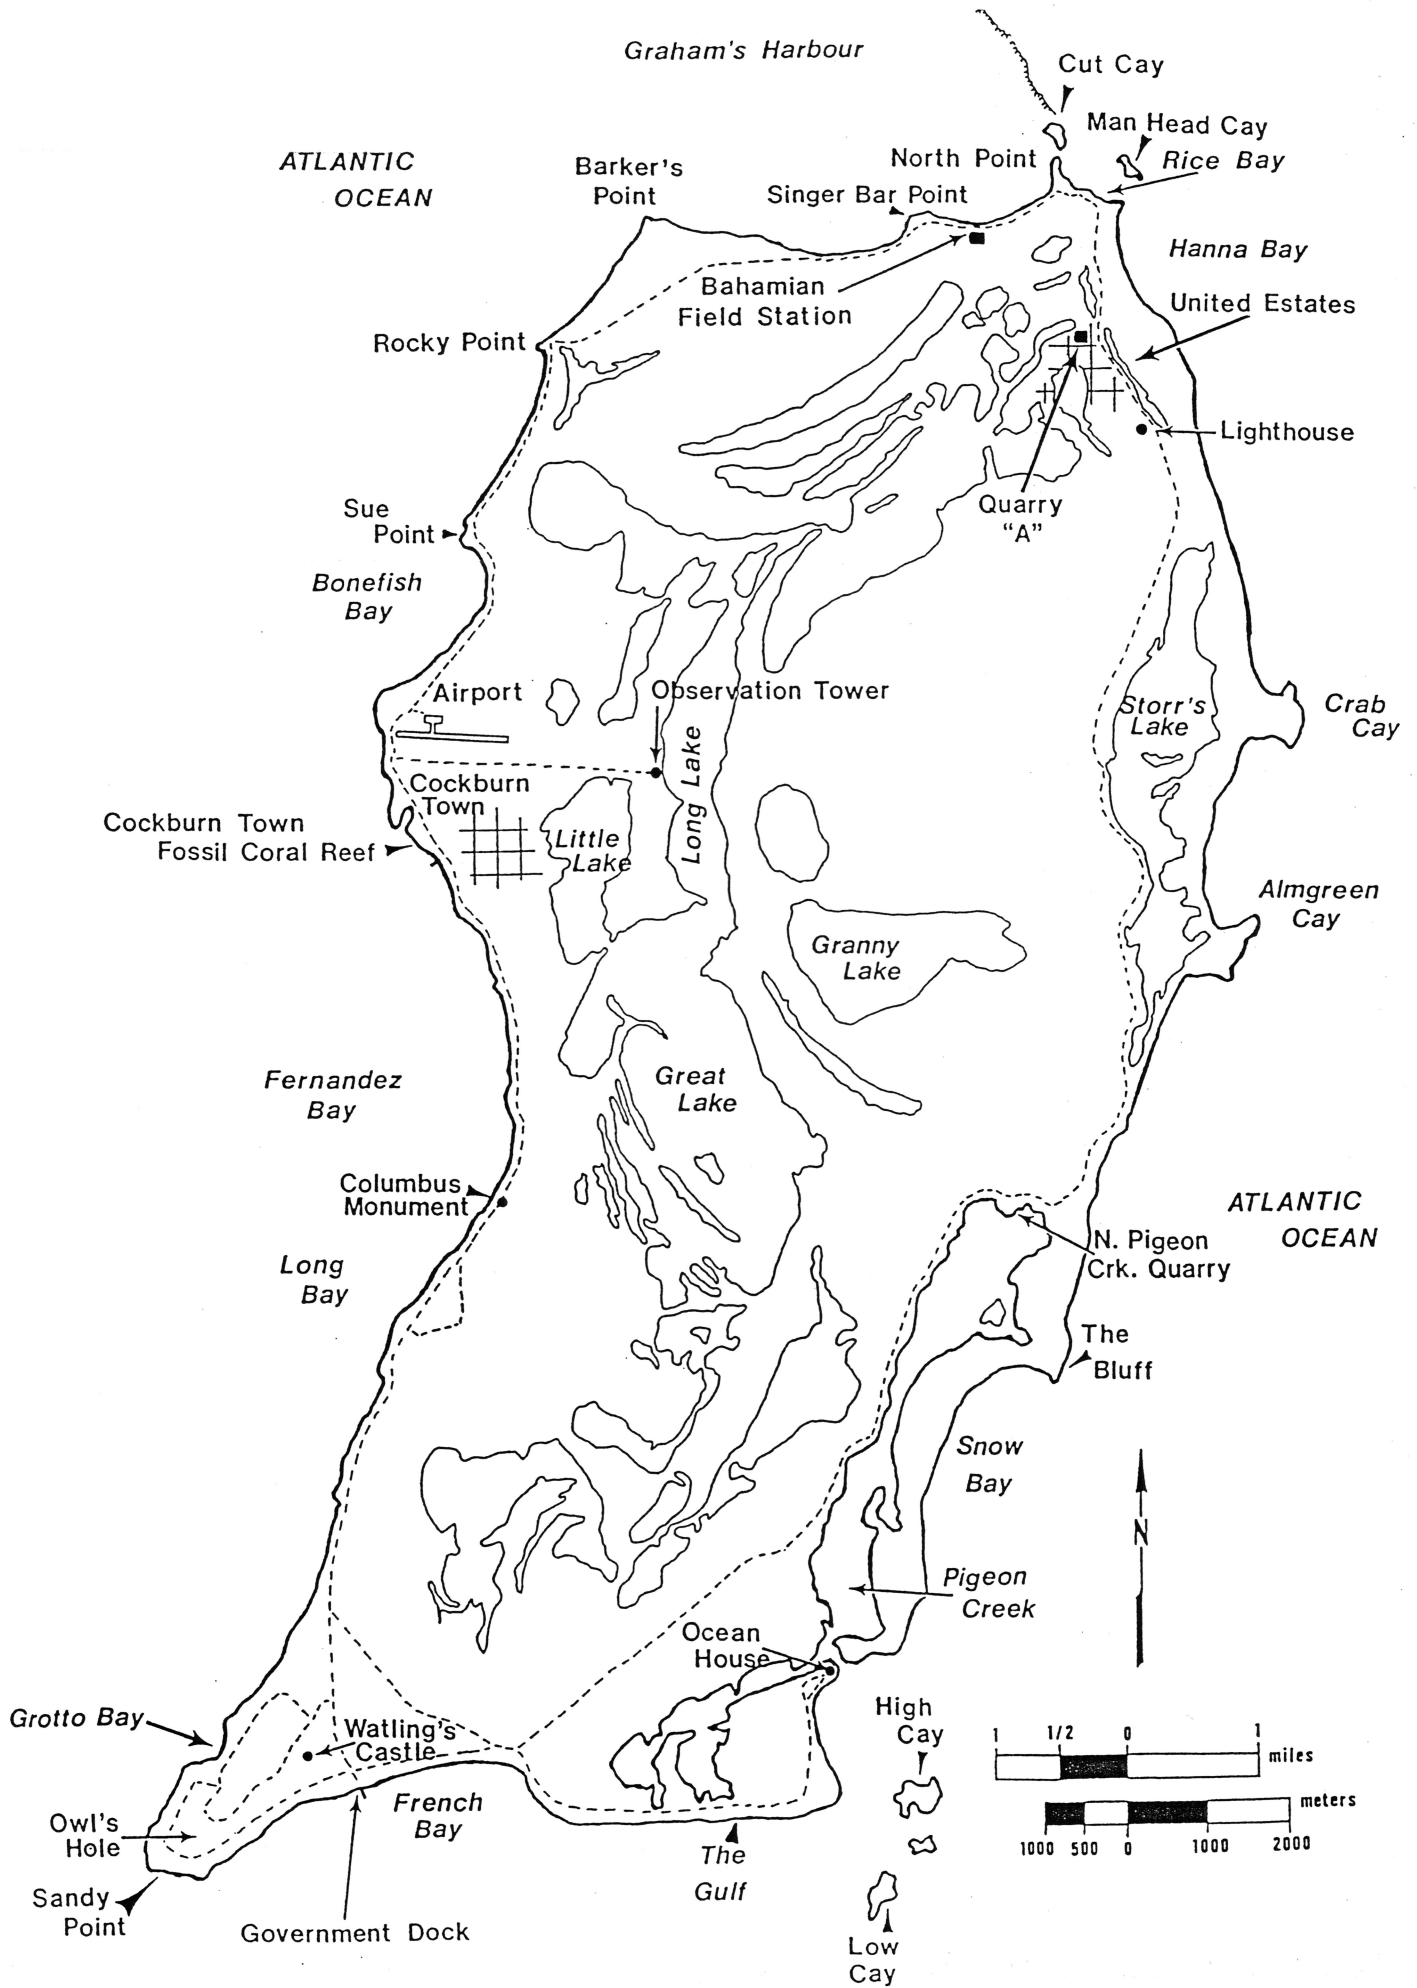 Graham's Harbour
Cut Cay
Man Head Cay
ATLANTIC
OCEAN
Barker's
Point
North Point
Rice Bay
Singer Bar Point
Hanna Bay
Bahamian
Field Station
United Estates
Rocky Point
Lighthouse
Quarry
"A"
Sue
Point
Bonefish
Bay
Airport
Observation Tower
Storr's
Lake
Crab
Cay
Long Lake
Cockburn
Town
Cockburn Town
Fossil Coral Reef
Little
Lake
Almgreen
Cay
Granny
Lake
Fernandez
Bay
Great
Lake
Columbus
Monument
ATLANTIC
OCEAN
N. Pigeon
Crk. Quarry
Long
Bay
The
Bluff
Snow
Bay
N
Pigeon
Creek
Ocean
House
Grotto Bay
Watling's
Castle
High
Cay
1 1/2 0 1
miles
meters
1000 500 0 1000 2000
French
Bay
Owl's
Hole
The
Gulf
Sandy
Point
Government Dock
Low
Cay